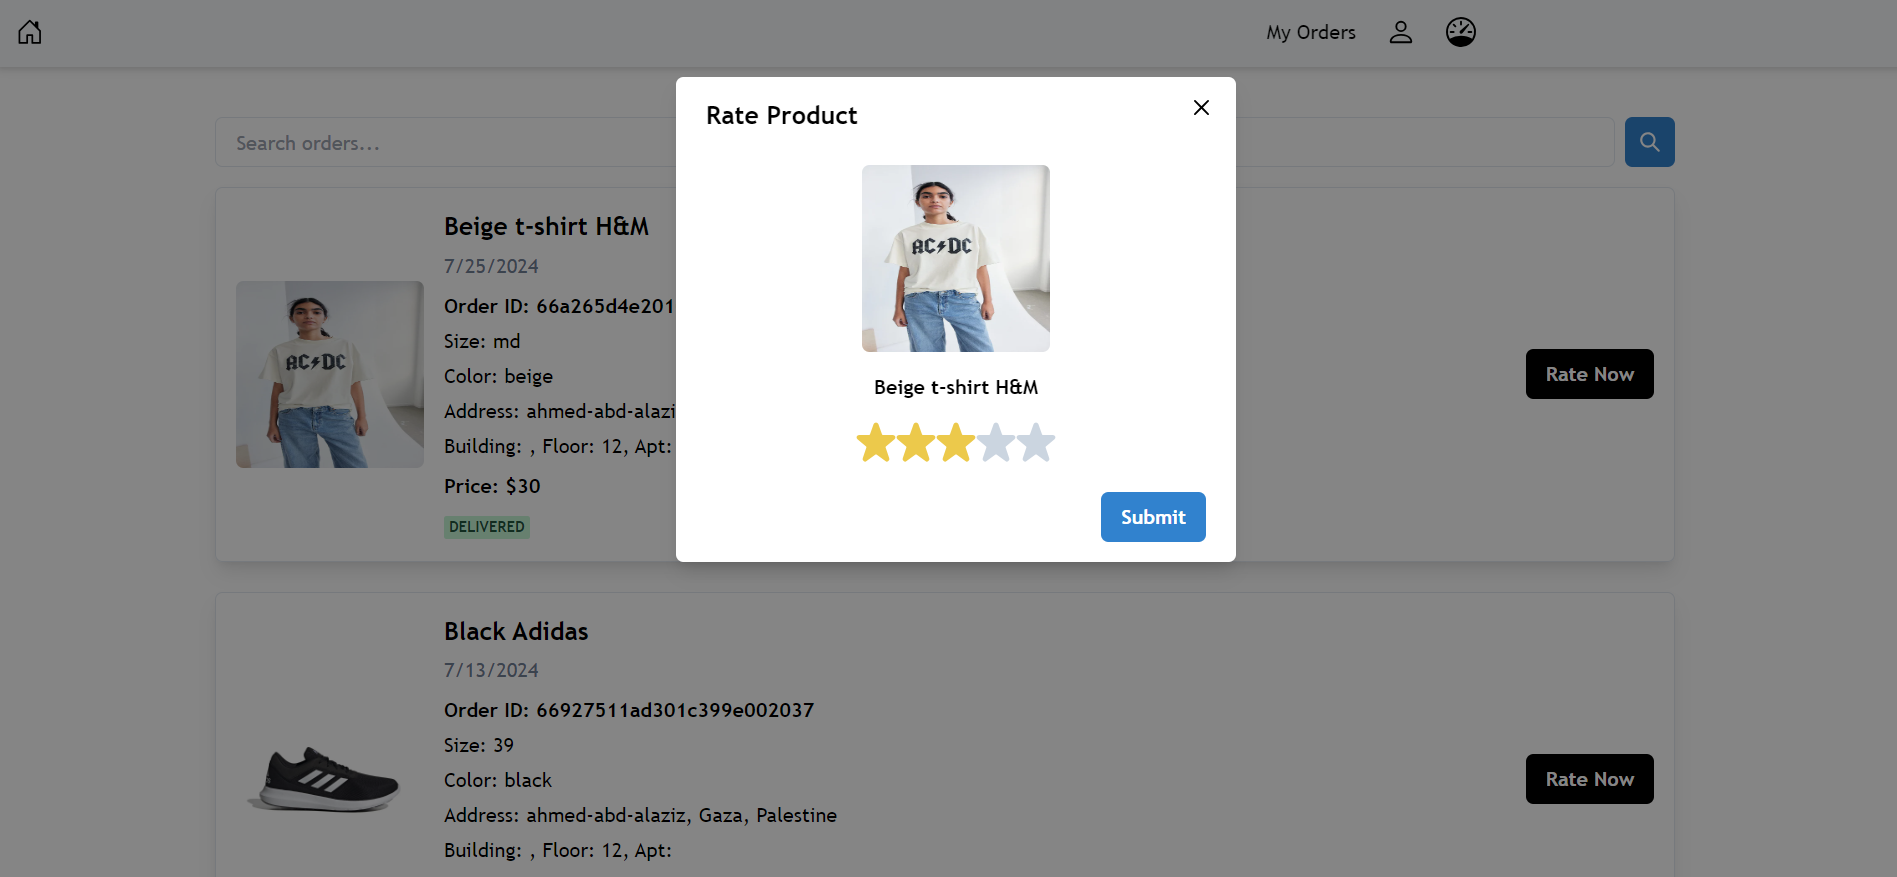 My Orders
Rate Product
Search orders...
AC⚡DC
Beige t-shirt H&M
Submit
Beige t-shirt H&M
7/25/2024
Order ID: 66a265d4e201
Size: md
Color: beige
Address: ahmed-abd-alazi
Building: , Floor: 12, Apt:
Price: $30
DELIVERED
AC⚡DC
Rate Now
Black Adidas
7/13/2024
Order ID: 66927511ad301c399e002037
Size: 39
Color: black
Address: ahmed-abd-alaziz, Gaza, Palestine
Building: , Floor: 12, Apt:
Rate Now